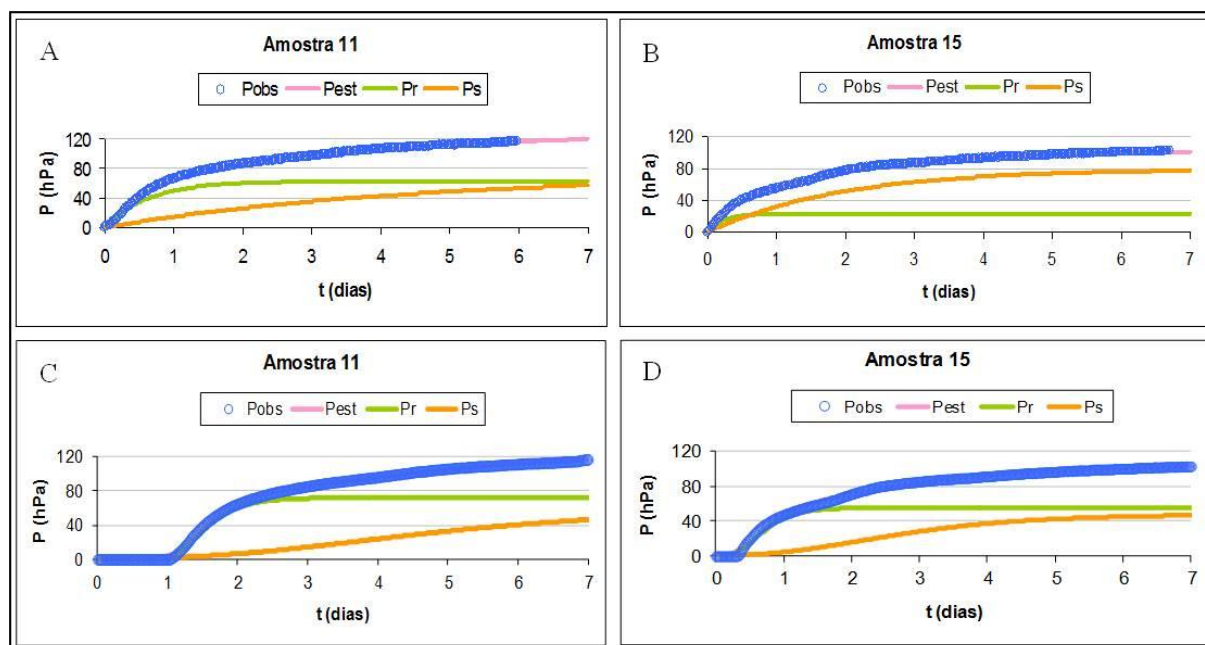 A
Amostra 11
Pobs Pest Pr Ps
P (hPa)
120
80
40
0
0 1 2 3 4 5 6 7
t (dias)
B
Amostra 15
Pobs Pest Pr Ps
P (hPa)
120
80
40
0
0 1 2 3 4 5 6 7
t (dias)
C
Amostra 11
Pobs Pest Pr Ps
P (hPa)
120
80
40
0
0 1 2 3 4 5 6 7
t (dias)
D
Amostra 15
Pobs Pest Pr Ps
P (hPa)
120
80
40
0
0 1 2 3 4 5 6 7
t (dias)